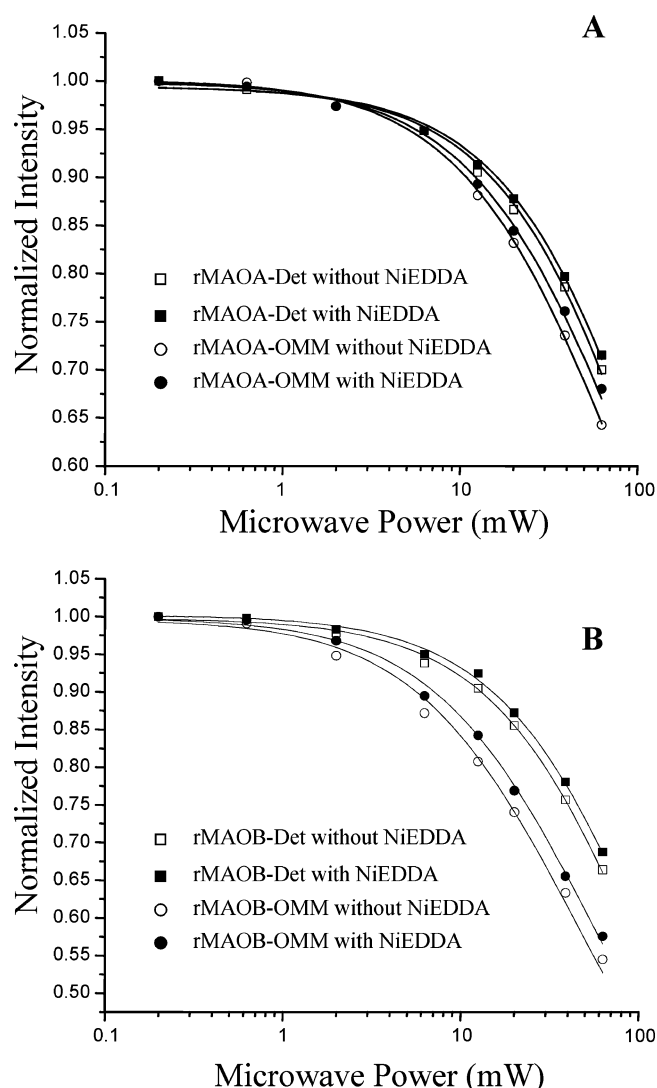 A
1.05
1.00
0.95
0.90
0.85
0.80
0.75
0.70
0.65
0.60
Normalized Intensity
rMAOA-Det without NiEDDA
rMAOA-Det with NiEDDA
rMAOA-OMM without NiEDDA
rMAOA-OMM with NiEDDA
0.1
1
10
100
Microwave Power (mW)
B
1.05
1.00
0.95
0.90
0.85
0.80
0.75
0.70
0.65
0.60
0.55
0.50
Normalized Intensity
rMAOB-Det without NiEDDA
rMAOB-Det with NiEDDA
rMAOB-OMM without NiEDDA
rMAOB-OMM with NiEDDA
0.1
1
10
100
Microwave Power (mW)